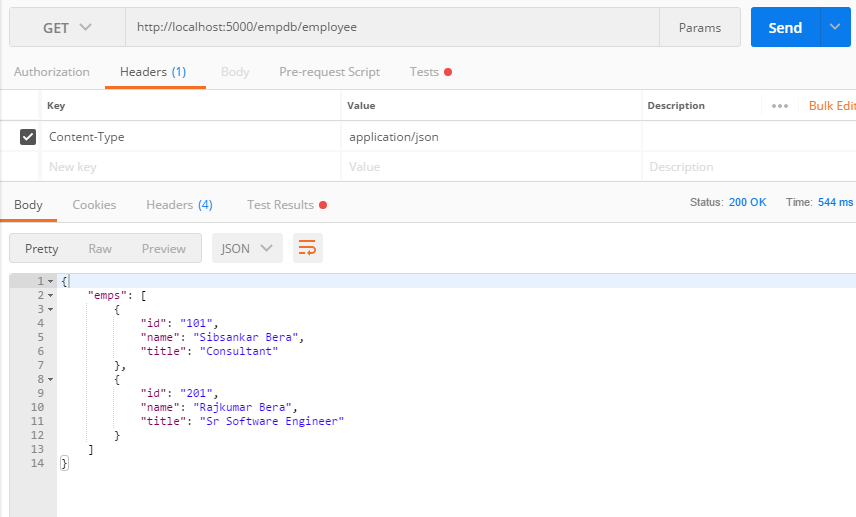 GET http://localhost:5000/empdb/employee Params Send
Authorization Headers (1) Body Pre-request Script Tests
Key Value Description ••• Bulk Edit
Content-Type application/json
New key Value Description
Body Cookies Headers (4) Test Results Status: 200 OK Time: 544 ms
Pretty Raw Preview JSON
1 {
2 "emps": [
3 {
4 "id": "101",
5 "name": "Sibsankar Bera",
6 "title": "Consultant"
7 },
8 {
9 "id": "201",
10 "name": "Rajkumar Bera",
11 "title": "Sr Software Engineer"
12 }
13 ]
14 }